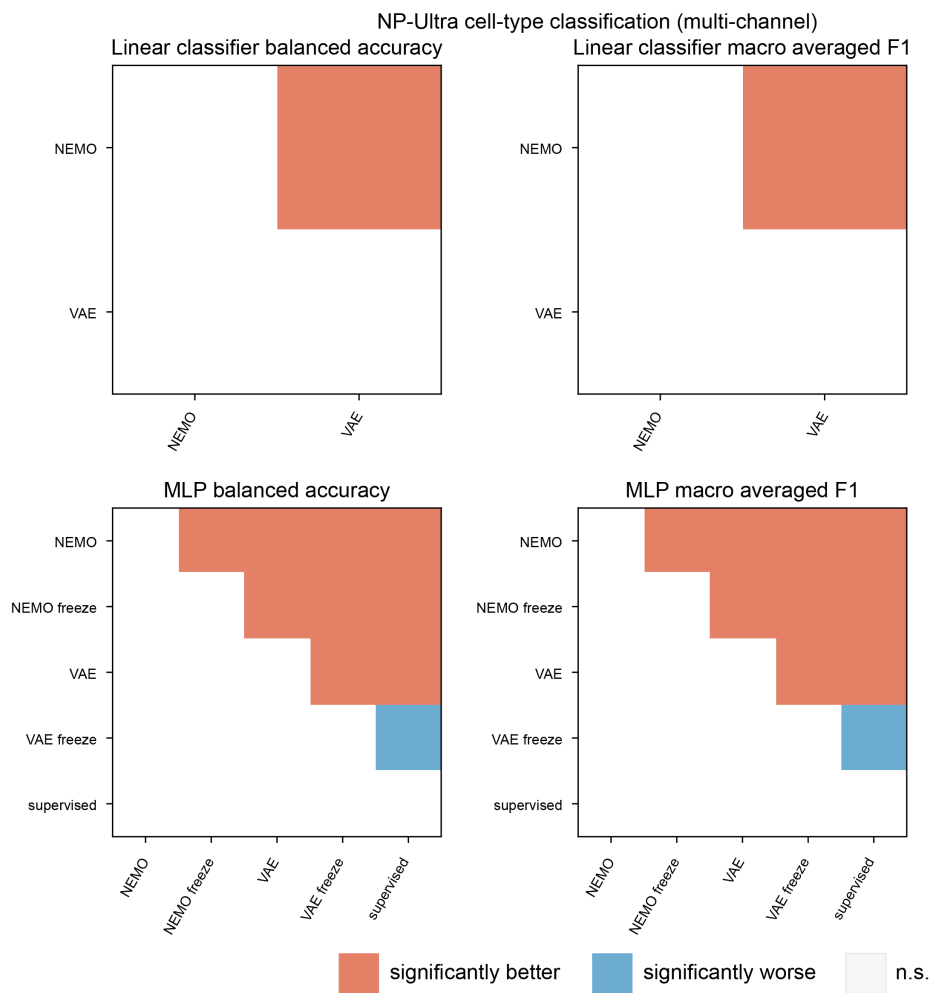 NP-Ultra cell-type classification (multi-channel)
Linear classifier balanced accuracy
Linear classifier macro averaged F1
NEMO
VAE
NEMO
VAE
NEMO
VAE
NEMO
VAE
MLP balanced accuracy
MLP macro averaged F1
NEMO
NEMO freeze
VAE
VAE freeze
supervised
NEMO
NEMO freeze
VAE
VAE freeze
supervised
NEMO
NEMO freeze
VAE
VAE freeze
supervised
NEMO
NEMO freeze
VAE
VAE freeze
supervised
significantly better
significantly worse
n.s.